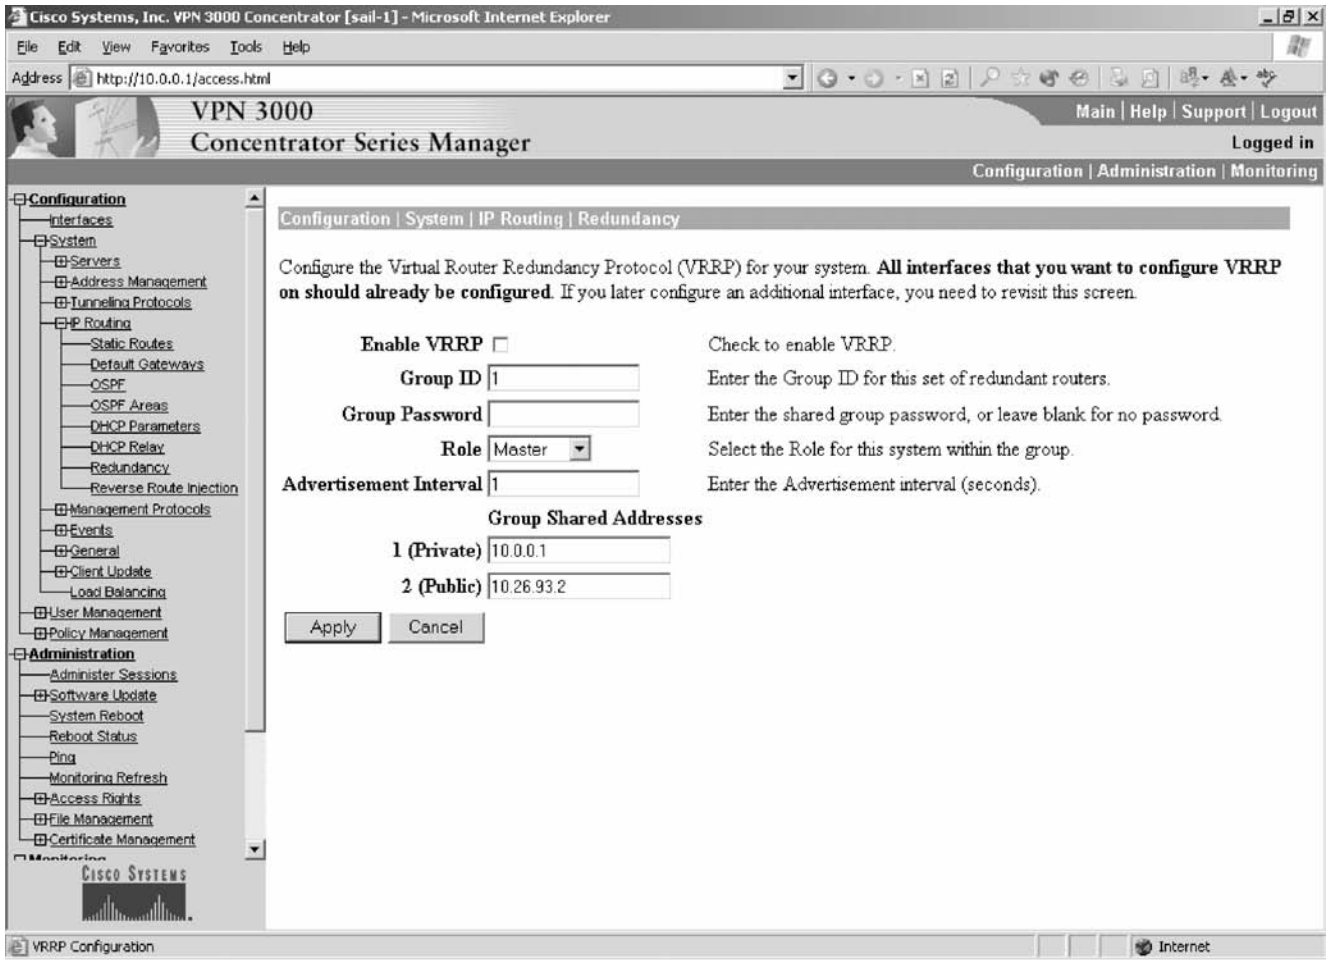 Cisco Systems, Inc. VPN 3000 Concentrator [sail-1] - Microsoft Internet Explorer
File Edit View Favorites Tools Help
Address http://10.0.0.1/access.html
VPN 3000
Concentrator Series Manager
Main | Help | Support | Logout
Logged in
Configuration | Administration | Monitoring
Configuration
Interfaces
System
Servers
Address Management
Tunneling Protocols
IP Routing
Static Routes
Default Gateways
OSPF
OSPF Areas
DHCP Parameters
DHCP Relay
Redundancy
Reverse Route Injection
Management Protocols
Events
General
Client Update
Load Balancing
User Management
Policy Management
Administration
Administer Sessions
Software Update
System Reboot
Reboot Status
Ping
Monitoring Refresh
Access Rights
File Management
Certificate Management
Monitoring
CISCO SYSTEMS
Configuration | System | IP Routing | Redundancy
Configure the Virtual Router Redundancy Protocol (VRRP) for your system. All interfaces that you want to configure VRRP
on should already be configured. If you later configure an additional interface, you need to revisit this screen.
Enable VRRP Check to enable VRRP.
Group ID 1 Enter the Group ID for this set of redundant routers.
Group Password Enter the shared group password, or leave blank for no password.
Role Master Select the Role for this system within the group.
Advertisement Interval 1 Enter the Advertisement interval (seconds).
Group Shared Addresses
1 (Private) 10.0.0.1
2 (Public) 10.26.93.2
Apply Cancel
VRRP Configuration
Internet